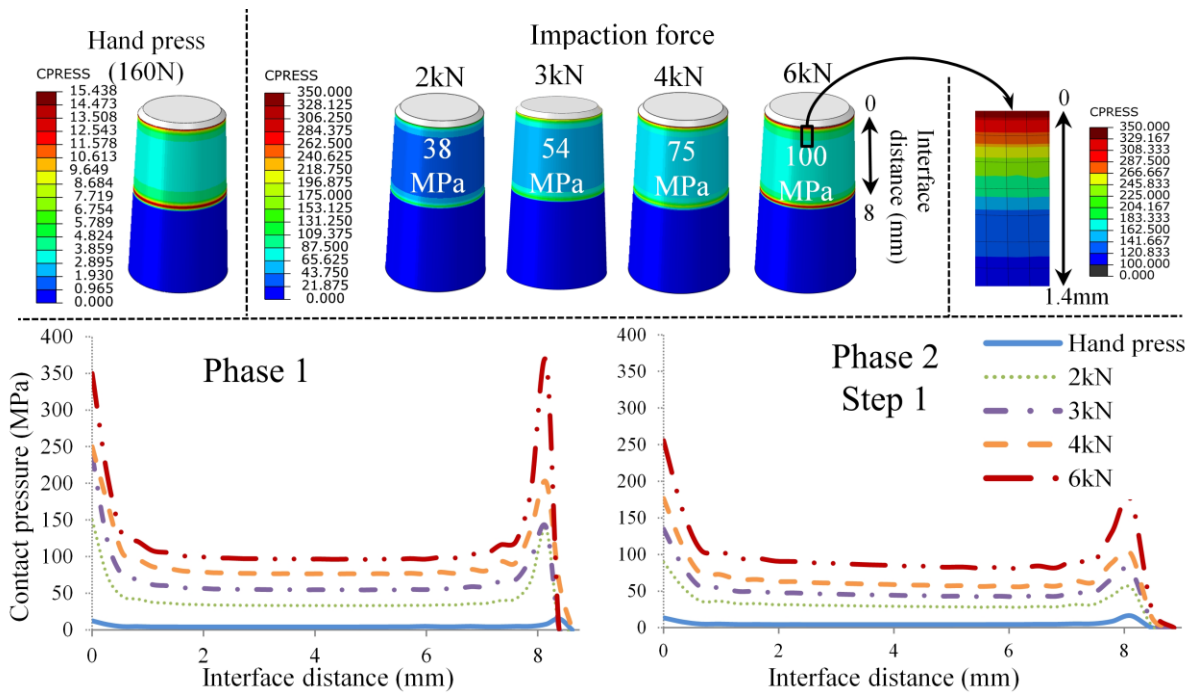 Hand press
(160N)
CPRESS
15.438
14.473
13.508
12.543
11.578
10.613
9.649
8.684
7.719
6.754
5.789
4.824
3.859
2.895
1.930
0.965
0.000
Impaction force
CPRESS
350.000
328.125
306.250
284.375
262.500
240.625
218.750
196.875
175.000
153.125
131.250
109.375
87.500
65.625
43.750
21.875
0.000
2kN
3kN
4kN
6kN
38
MPa
54
MPa
75
MPa
100
MPa
0
8
Interface
distance (mm)
0
1.4mm
CPRESS
350.000
329.167
308.333
287.500
266.667
245.833
225.000
204.167
183.333
162.500
141.667
120.833
100.000
0.000
Phase 1
Contact pressure (MPa)
400
350
300
250
200
150
100
50
0
0
2
4
6
8
Interface distance (mm)
Phase 2
Step 1
400
350
300
250
200
150
100
50
0
0
2
4
6
8
Interface distance (mm)
Hand press
2kN
3kN
4kN
6kN